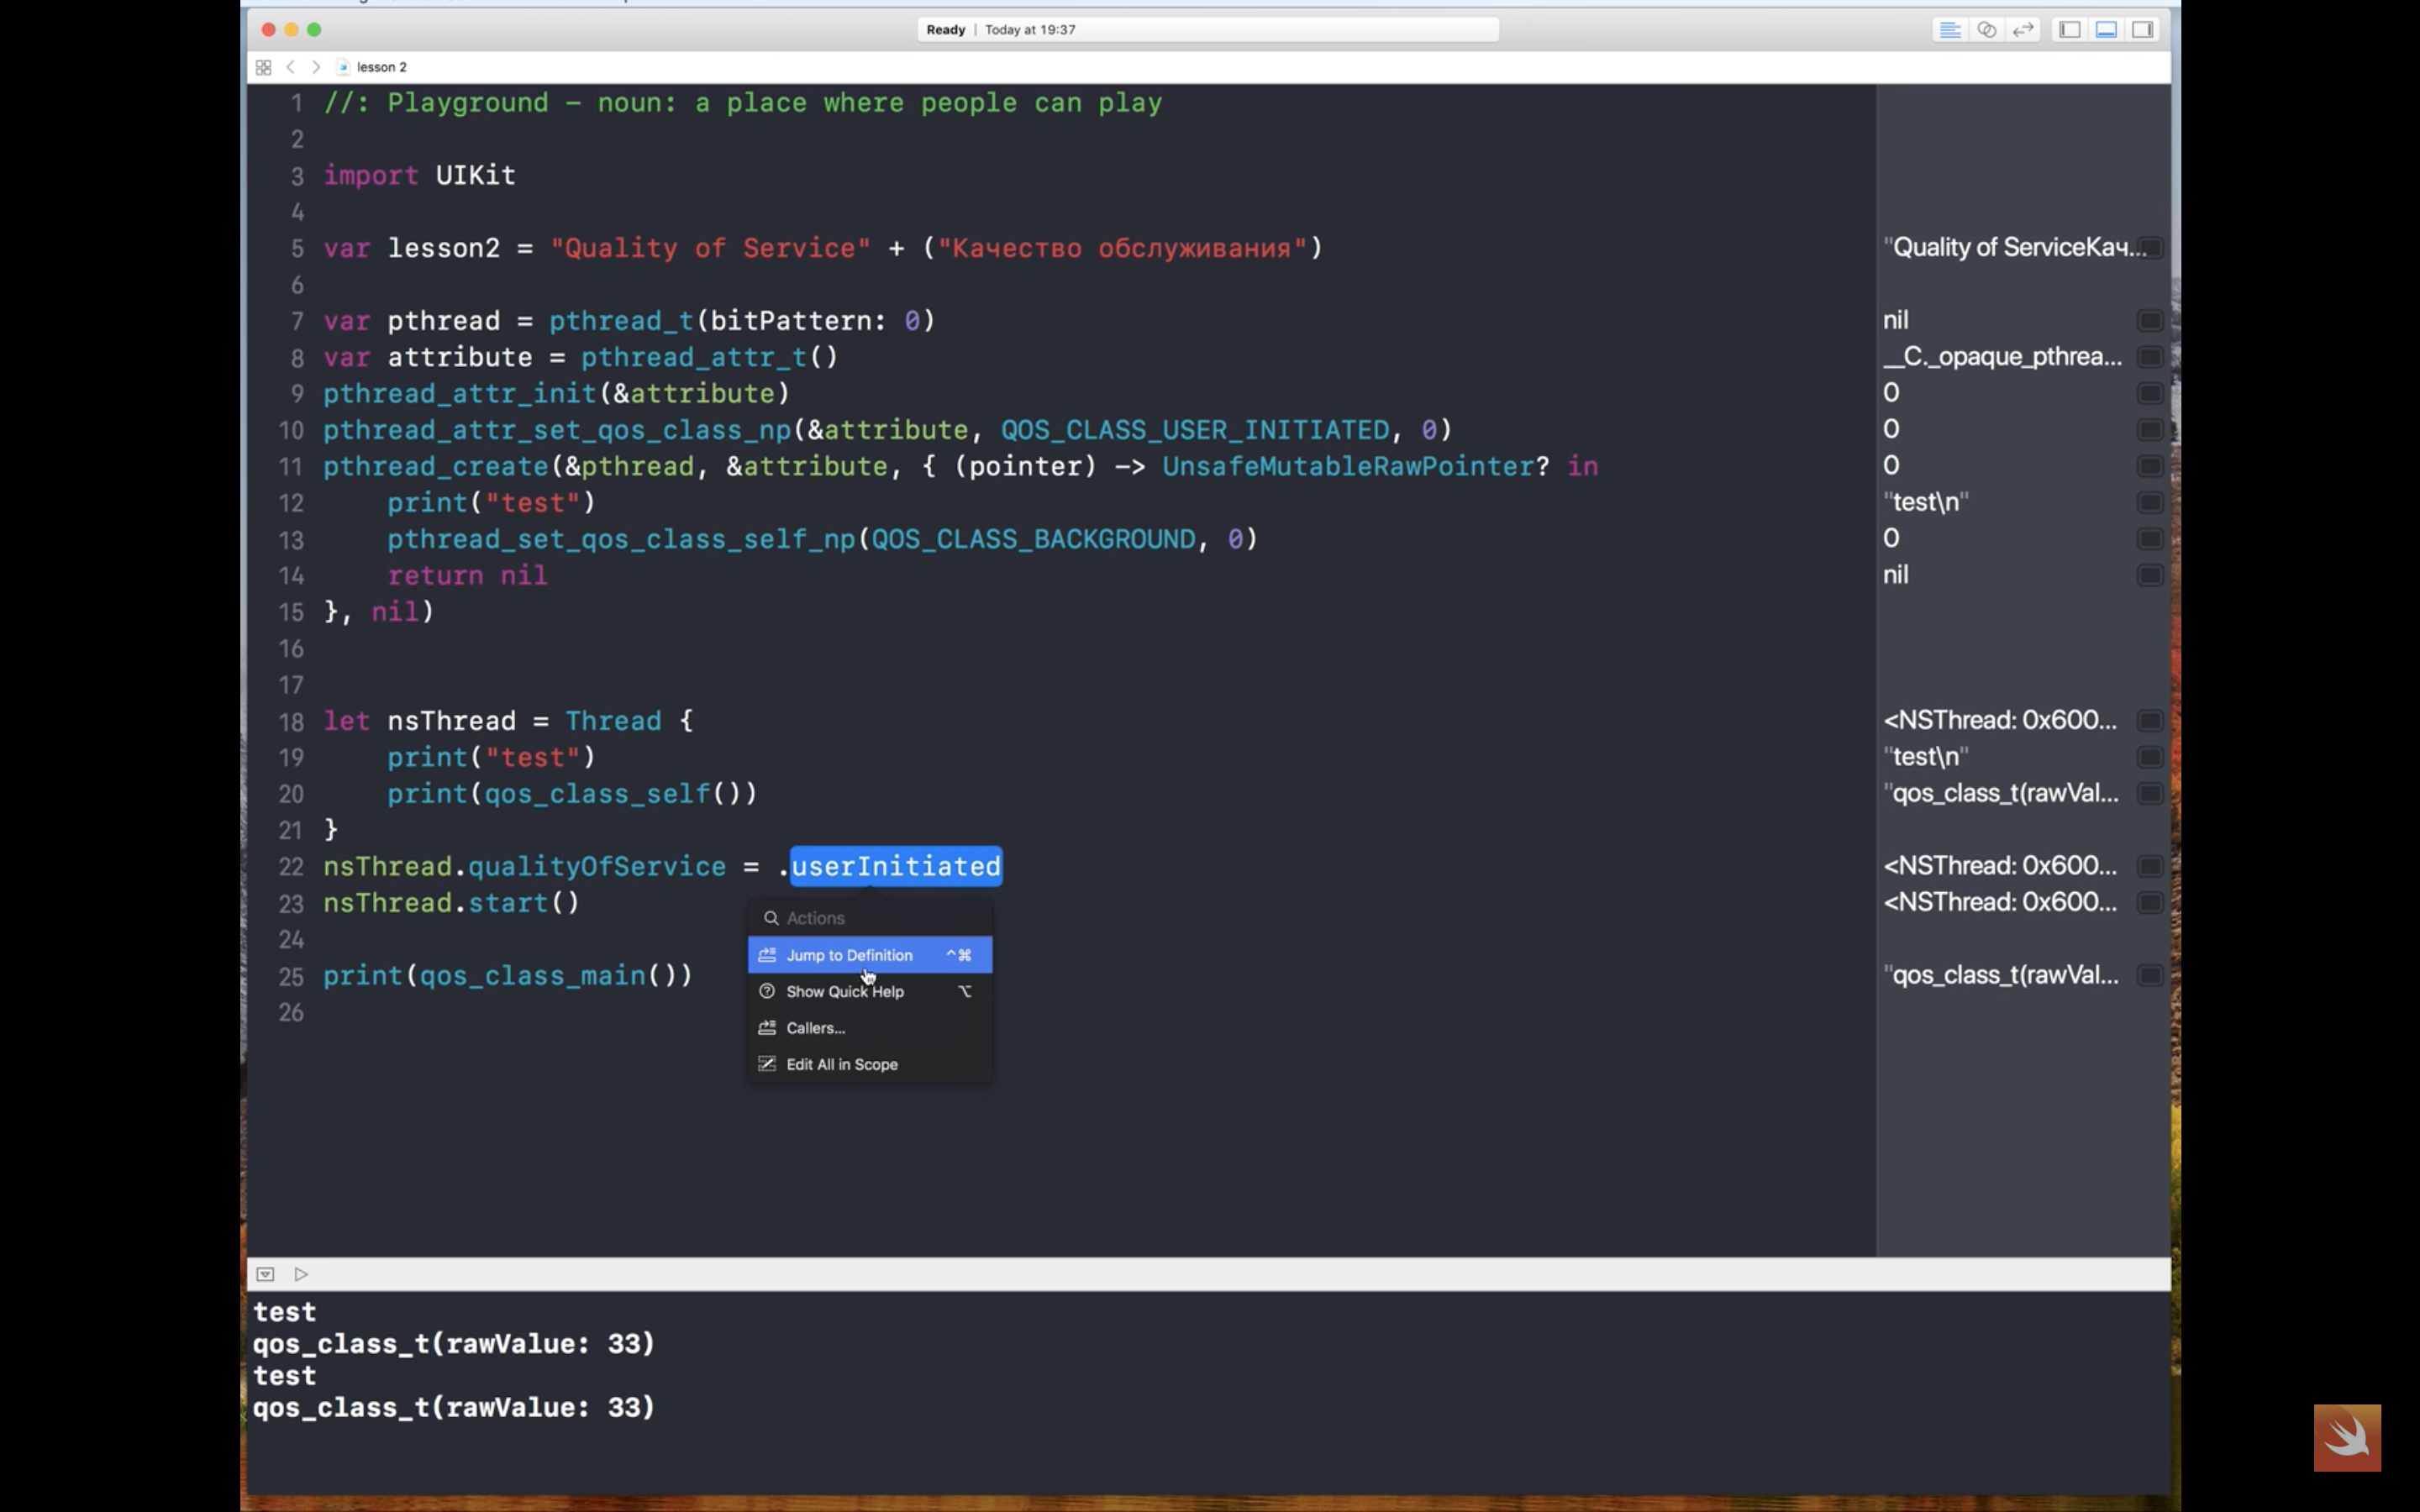 Ready | Today at 19:37
lesson 2
1 //: Playground – noun: a place where people can play
2
3 import UIKit
4
5 var lesson2 = "Quality of Service" + ("Качество обслуживания") "Quality of ServiceКач...
6
7 var pthread = pthread_t(bitPattern: 0) nil
8 var attribute = pthread_attr_t() __C._opaque_pthrea...
9 pthread_attr_init(&attribute) 0
10 pthread_attr_set_qos_class_np(&attribute, QOS_CLASS_USER_INITIATED, 0) 0
11 pthread_create(&pthread, &attribute, { (pointer) -> UnsafeMutableRawPointer? in 0
12 print("test") "test\n"
13 pthread_set_qos_class_self_np(QOS_CLASS_BACKGROUND, 0) 0
14 return nil nil
15 }, nil)
16
17
18 let nsThread = Thread { <NSThread: 0x600...
19 print("test") "test\n"
20 print(qos_class_self()) "qos_class_t(rawVal...
21 }
22 nsThread.qualityOfService = .userInitiated <NSThread: 0x600...
23 nsThread.start() <NSThread: 0x600...
24
25 print(qos_class_main()) "qos_class_t(rawVal...
26
Actions
Jump to Definition ^⌘
Show Quick Help ⌥
Callers...
Edit All in Scope
test
qos_class_t(rawValue: 33)
test
qos_class_t(rawValue: 33)